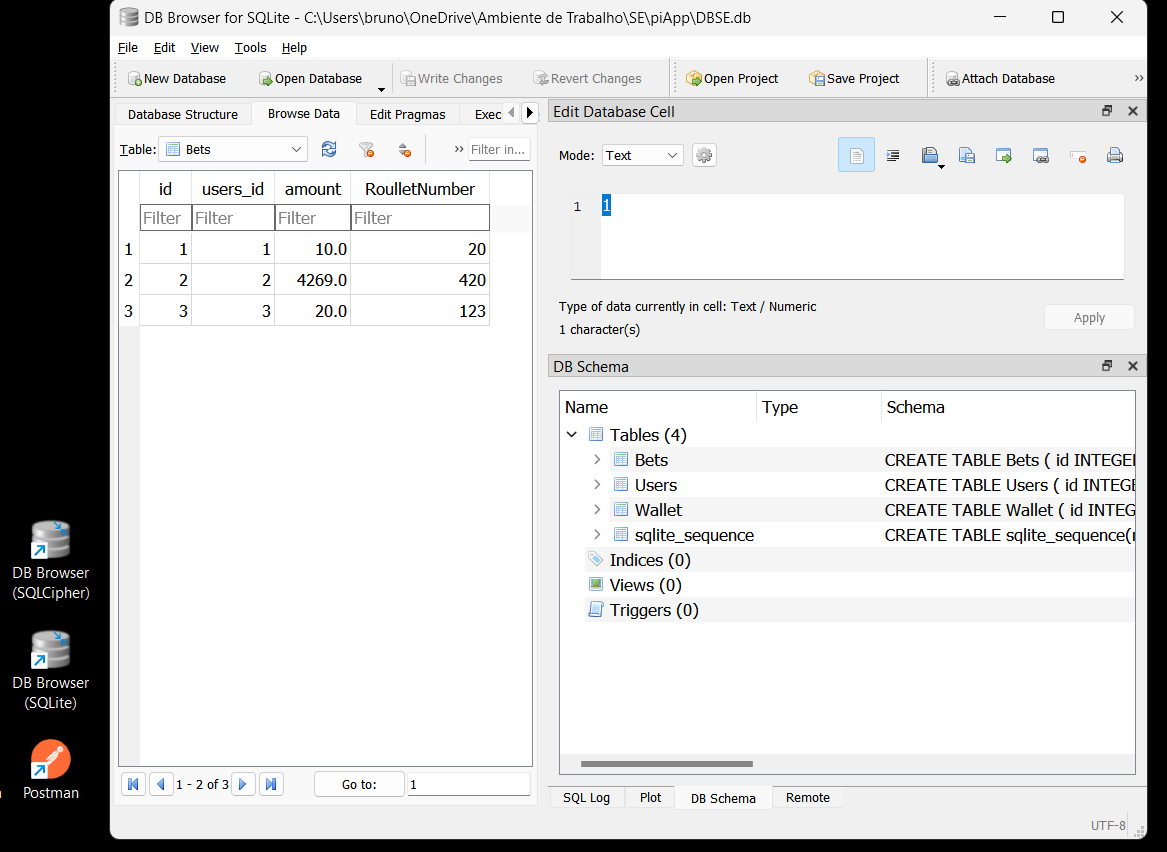 DB Browser for SQLite - C:\Users\bruno\OneDrive\Ambiente de Trabalho\SE\piApp\DBSE.db
File Edit View Tools Help
New Database Open Database Write Changes Revert Changes Open Project Save Project Attach Database »
Database Structure Browse Data Edit Pragmas Exec
Table: Bets » Filter in...
id users_id amount RoulletNumber
Filter Filter Filter Filter
1 1 1 10.0 20
2 2 2 4269.0 420
3 3 3 20.0 123
1 - 2 of 3 Go to: 1
Edit Database Cell
Mode: Text
1 1
Type of data currently in cell: Text / Numeric
1 character(s)
Apply
DB Schema
Name Type Schema
Tables (4)
Bets CREATE TABLE Bets ( id INTEGE
Users CREATE TABLE Users ( id INTEG
Wallet CREATE TABLE Wallet ( id INTEG
sqlite_sequence CREATE TABLE sqlite_sequence(
Indices (0)
Views (0)
Triggers (0)
SQL Log Plot DB Schema Remote
UTF-8
DB Browser
(SQLCipher)
DB Browser
(SQLite)
Postman